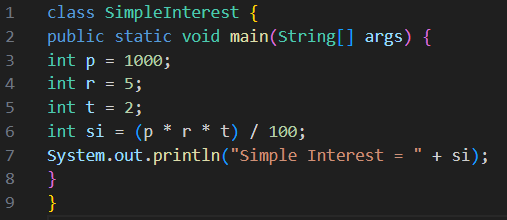 1 class SimpleInterest {
2 public static void main(String[] args) {
3 int p = 1000;
4 int r = 5;
5 int t = 2;
6 int si = (p * r * t) / 100;
7 System.out.println("Simple Interest = " + si);
8 }
9 }